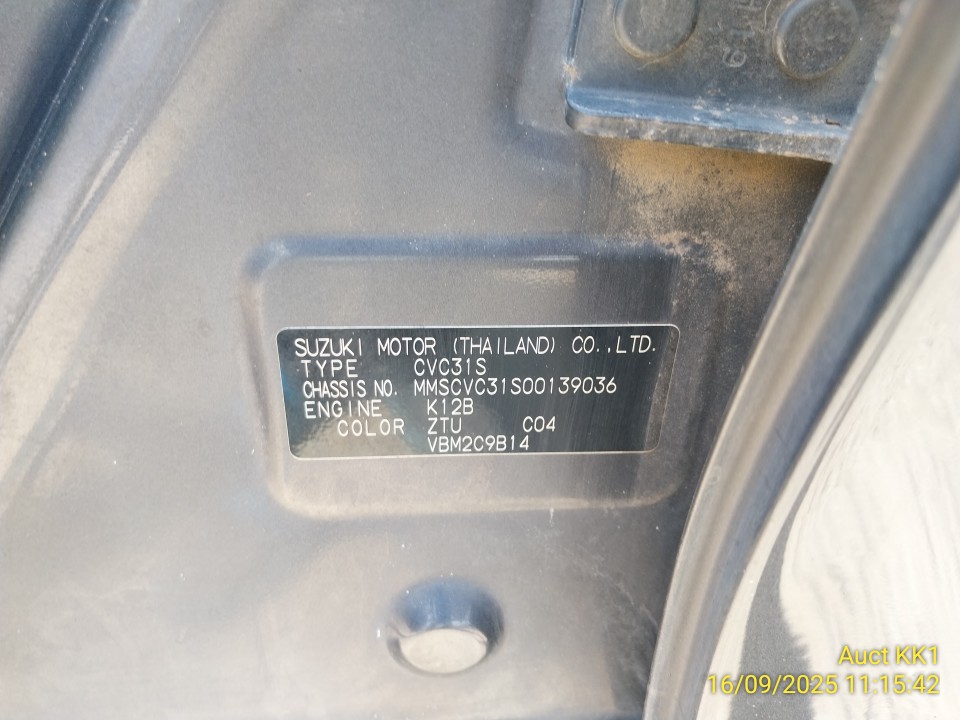 SUZUKI MOTOR (THAILAND) CO.,LTD.
TYPE CVC31S
CHASSIS NO. MMSCVC31S00139036
ENGINE K12B
COLOR ZTU C04
VBM2C9B14
Auct KK1
16/09/2025 11:15:42